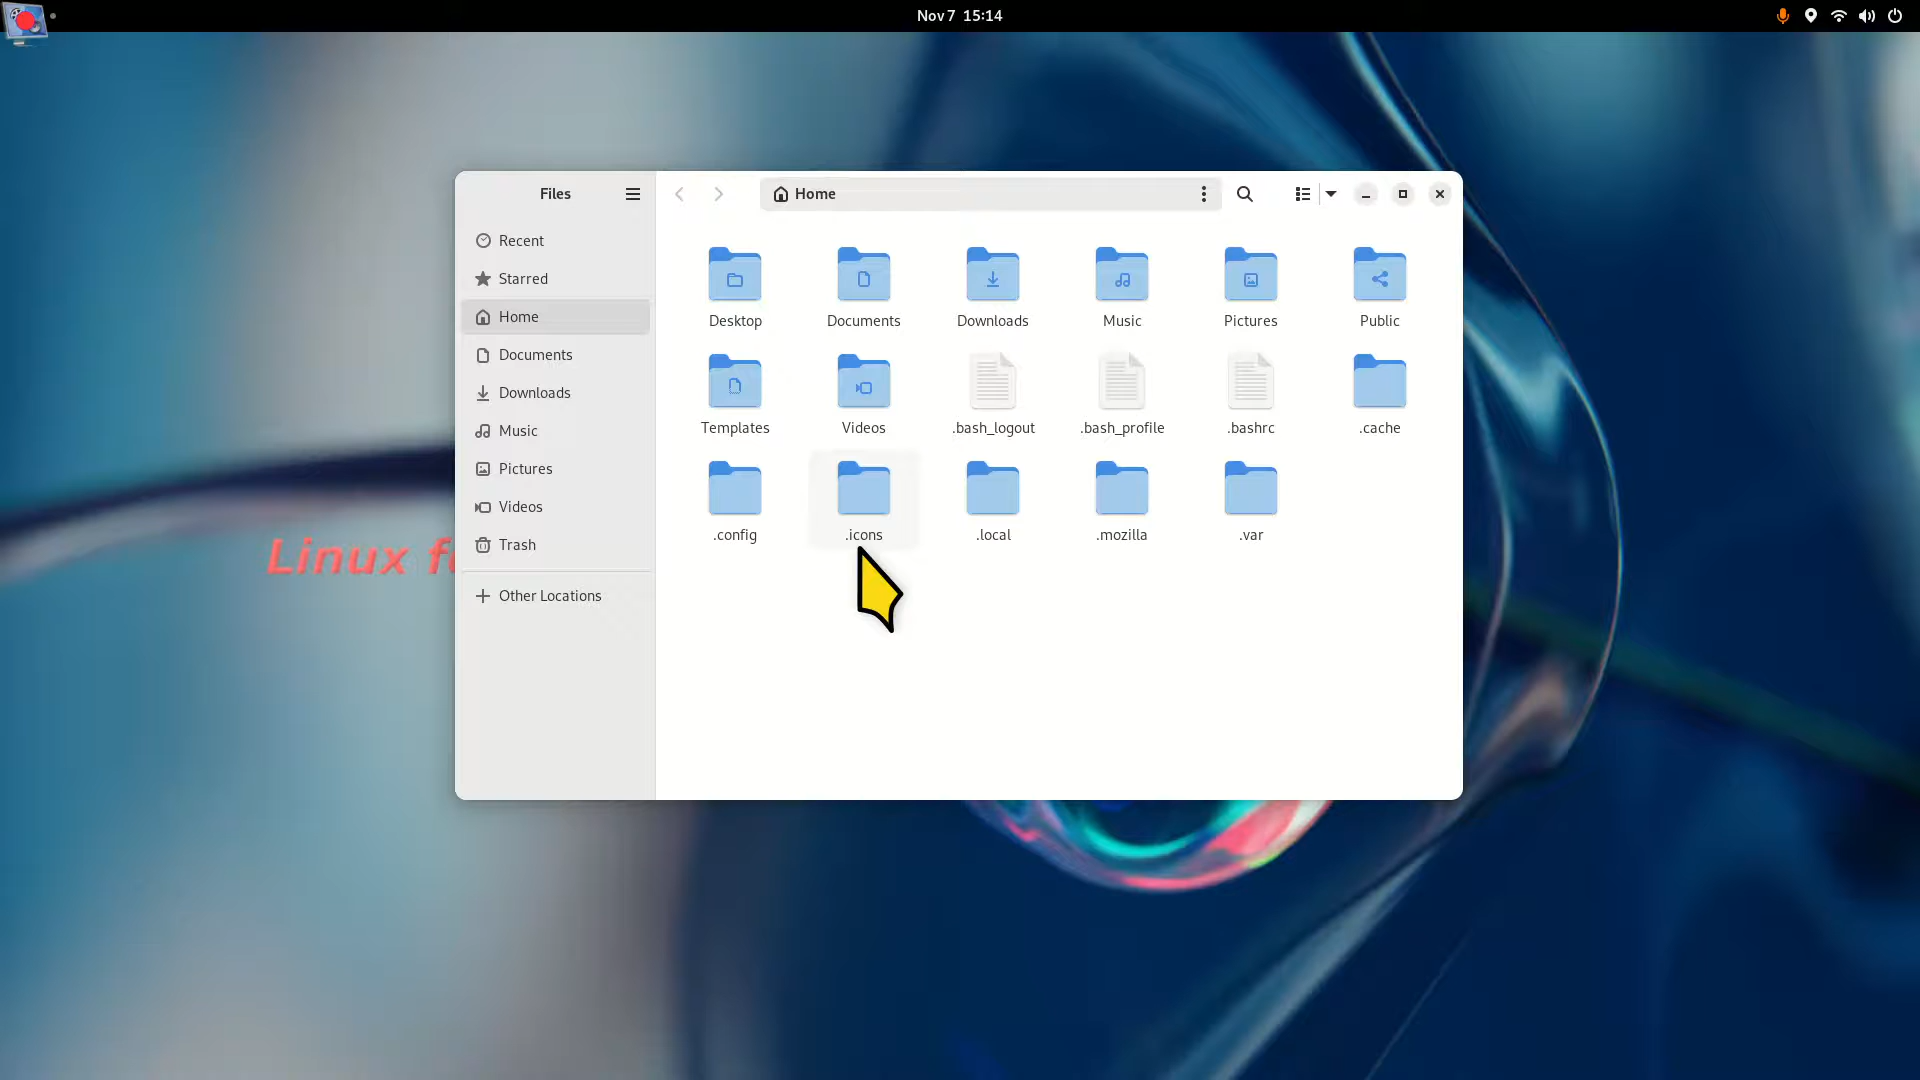 Nov 7 15:14
Files
Home
Recent
Starred
Home
Documents
Downloads
Music
Pictures
Videos
Trash
Other Locations
Desktop
Documents
Downloads
Music
Pictures
Public
Templates
Videos
.bash_logout
.bash_profile
.bashrc
.cache
.config
.icons
.local
.mozilla
.var
Linux